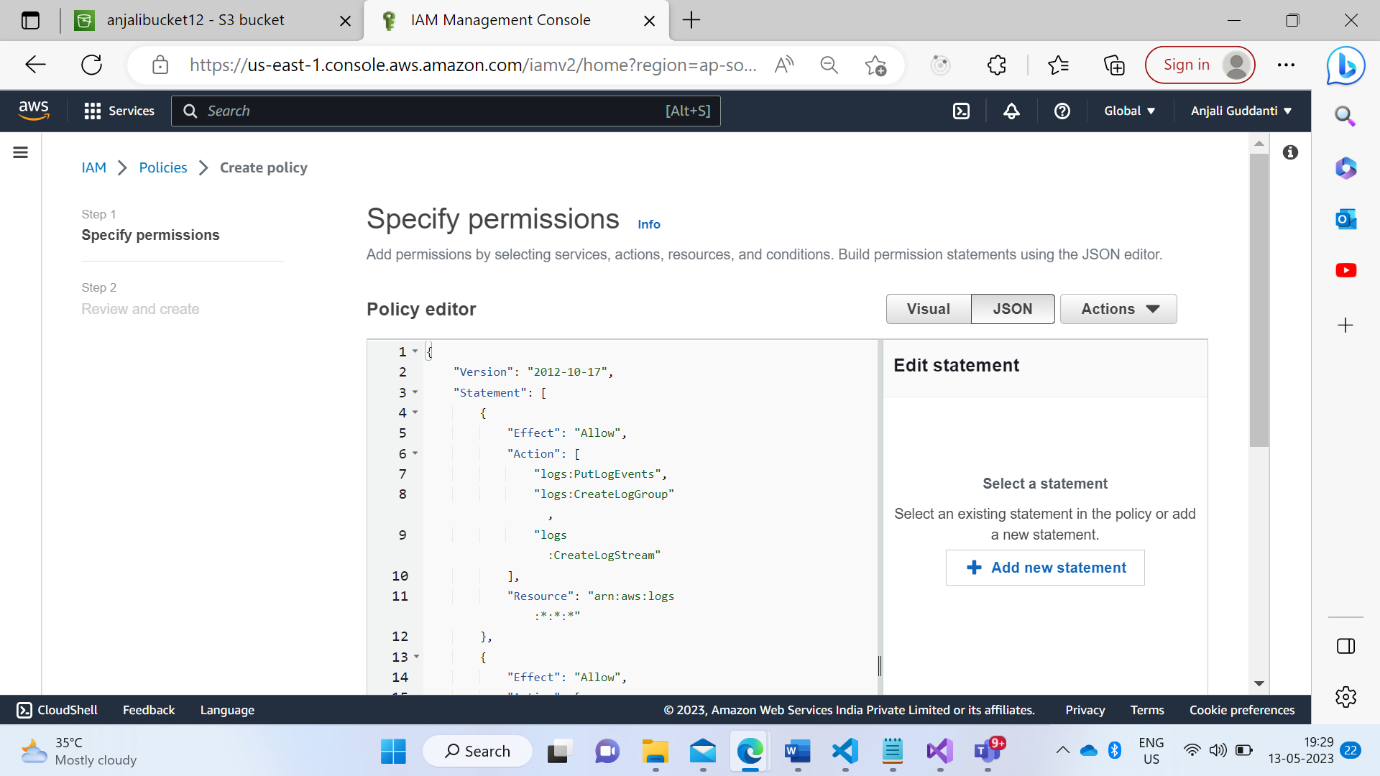 anjalibucket12 - S3 bucket
IAM Management Console
https://us-east-1.console.aws.amazon.com/iamv2/home?region=ap-so...
Sign in
aws
Services
Search
[Alt+S]
Global
Anjali Guddanti
IAM
Policies
Create policy
Step 1
Specify permissions
Step 2
Review and create
Specify permissions
Info
Add permissions by selecting services, actions, resources, and conditions. Build permission statements using the JSON editor.
Policy editor
Visual
JSON
Actions
1 {
2 "Version": "2012-10-17",
3 "Statement": [
4 {
5 "Effect": "Allow",
6 "Action": [
7 "logs:PutLogEvents",
8 "logs:CreateLogGroup"
,
9 "logs
:CreateLogStream"
10 ],
11 "Resource": "arn:aws:logs
:*:*:*"
12 },
13 {
14 "Effect": "Allow",
Edit statement
Select a statement
Select an existing statement in the policy or add
a new statement.
Add new statement
CloudShell
Feedback
Language
© 2023, Amazon Web Services India Private Limited or its affiliates.
Privacy
Terms
Cookie preferences
35°C
Mostly cloudy
Search
9+
ENG
US
19:29
13-05-2023
22